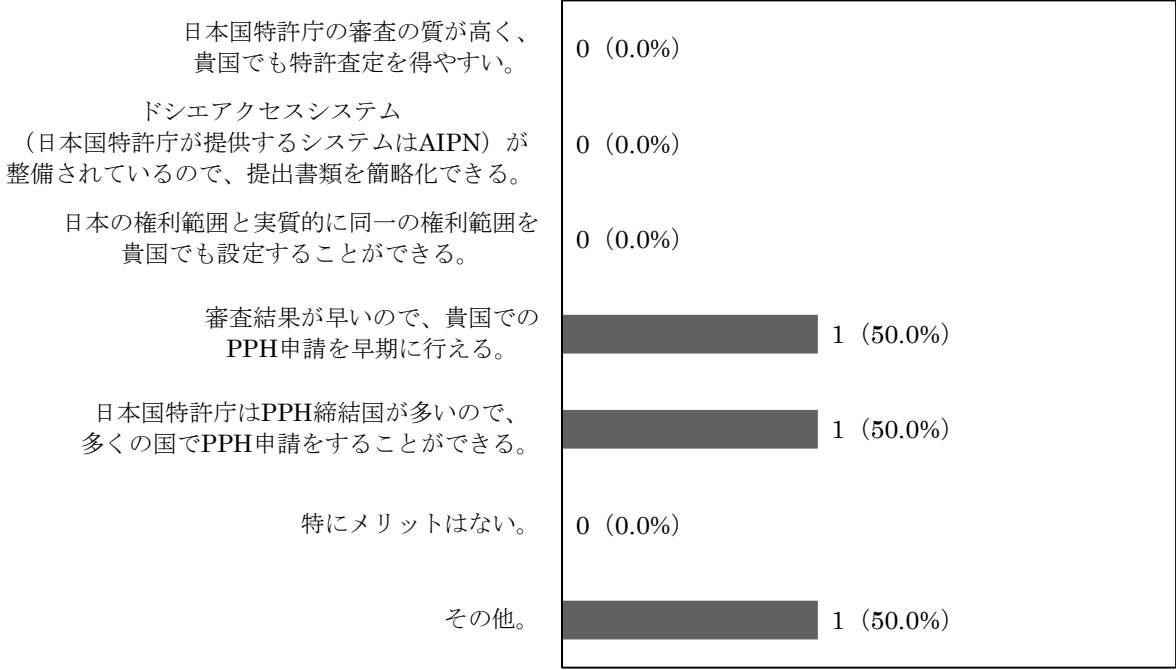 日本国特許庁の審査の質が高く、
貴国でも特許査定を得やすい。
0（0.0%）
ドシエアクセスシステム
（日本国特許庁が提供するシステムはAIPN）が
整備されているので、提出書類を簡略化できる。
0（0.0%）
日本の権利範囲と実質的に同一の権利範囲を
貴国でも設定することができる。
0（0.0%）
審査結果が早いので、貴国での
PPH申請を早期に行える。
1（50.0%）
日本国特許庁はPPH締結国が多いので、
多くの国でPPH申請をすることができる。
1（50.0%）
特にメリットはない。
0（0.0%）
その他。
1（50.0%）